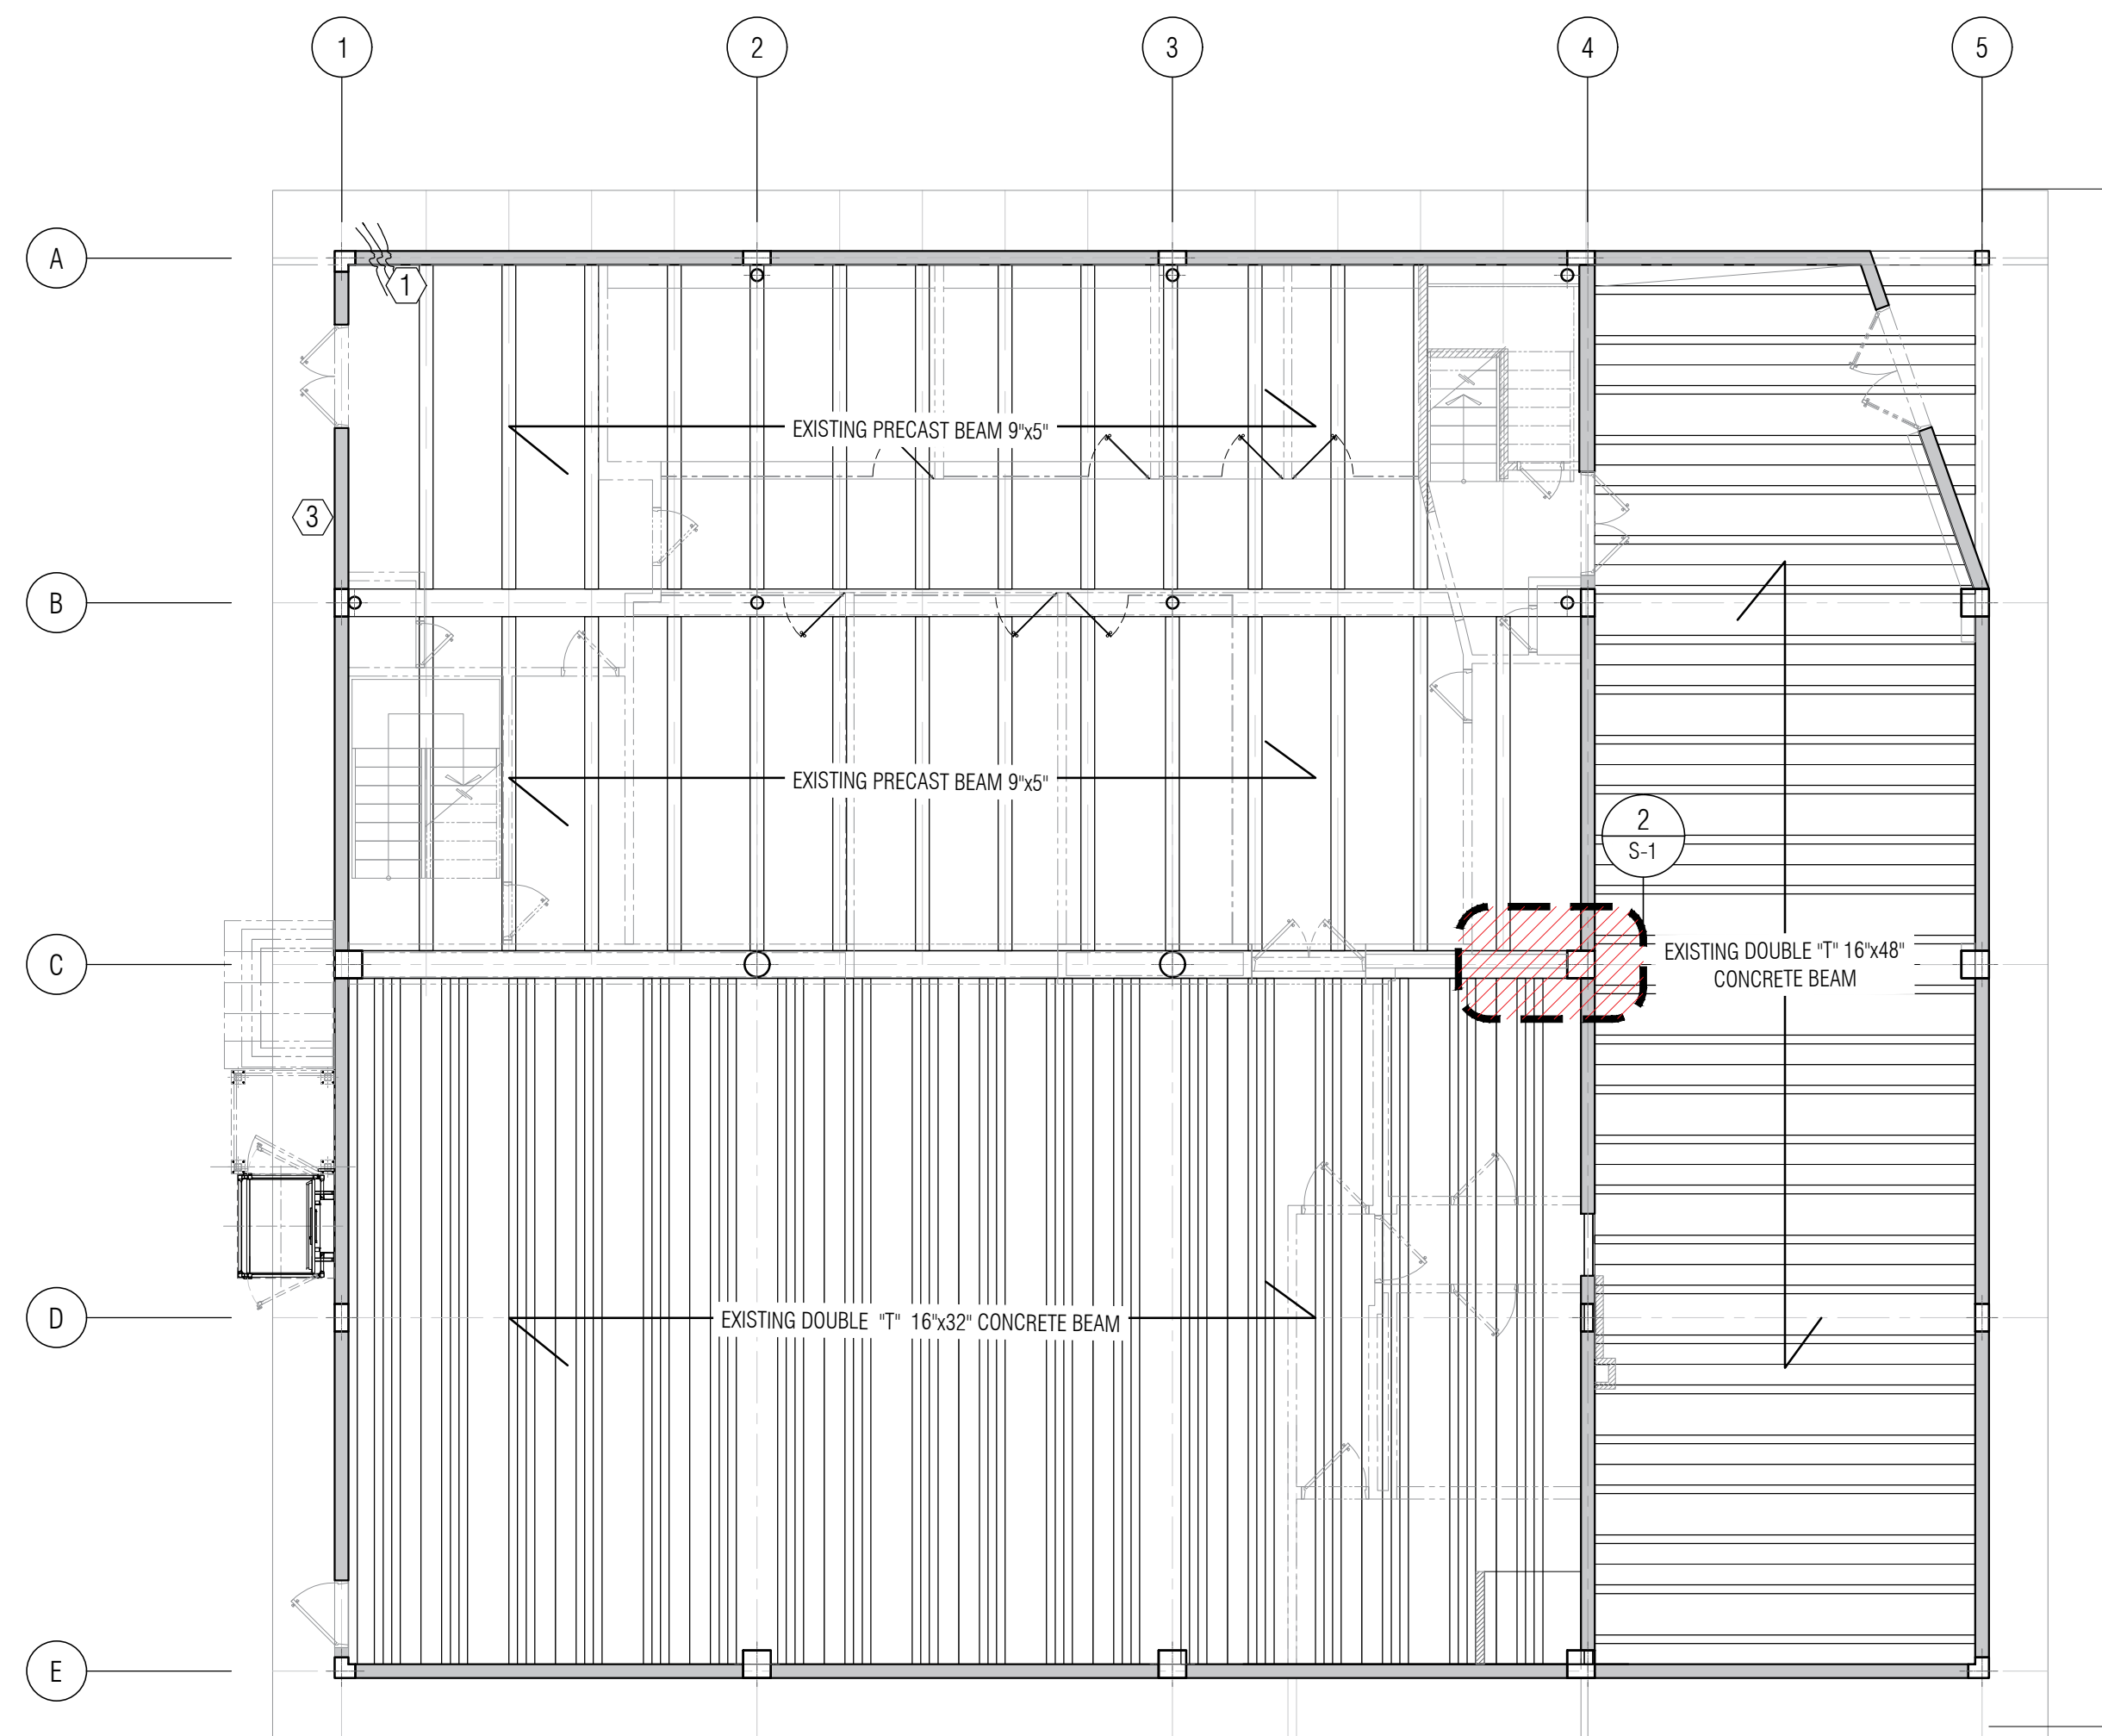 1
2
3
4
5
A
1
EXISTING PRECAST BEAM 9"x5"
3
B
EXISTING PRECAST BEAM 9"x5"
2
S-1
C
EXISTING DOUBLE "T" 16"x48"
CONCRETE BEAM
D
EXISTING DOUBLE "T" 16"x32" CONCRETE BEAM
E